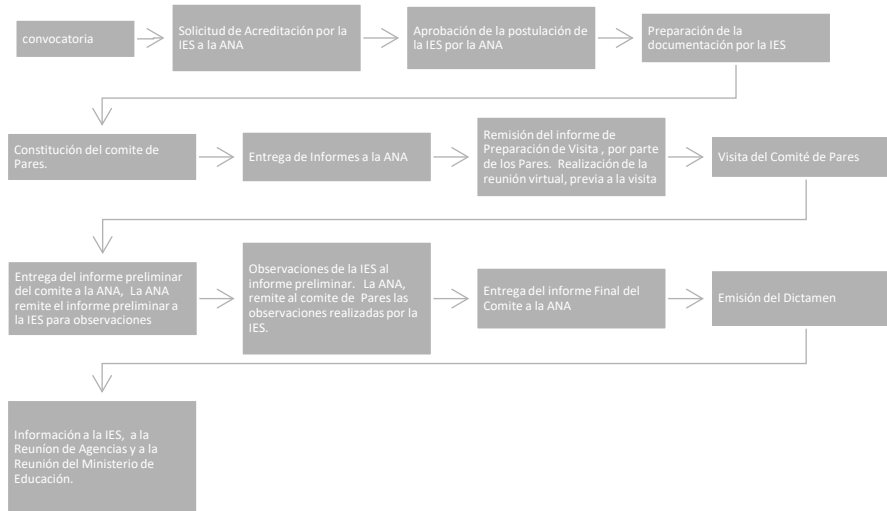 convocatoria
Solicitud de Acreditación por la
IES a la ANA
Aprobación de la postulación de
la IES por la ANA
Preparación de la
documentación por la IES
Constitución del comite de
Pares.
Entrega de Informes a la ANA
Remisión del informe de
Preparación de Visita , por parte
de los Pares. Realización de la
reunión virtual, previa a la visita
Visita del Comité de Pares
Entrega del informe preliminar
del comite a la ANA, La ANA
remite el informe preliminar a
la IES para observaciones
Observaciones de la IES al
informe preliminar. La ANA,
remite al comite de Pares las
observaciones realizadas por la
IES.
Entrega del informe Final del
Comite a la ANA
Emisión del Dictamen
Información a la IES, a la
Reuníon de Agencias y a la
Reunión del Ministerio de
Educación.